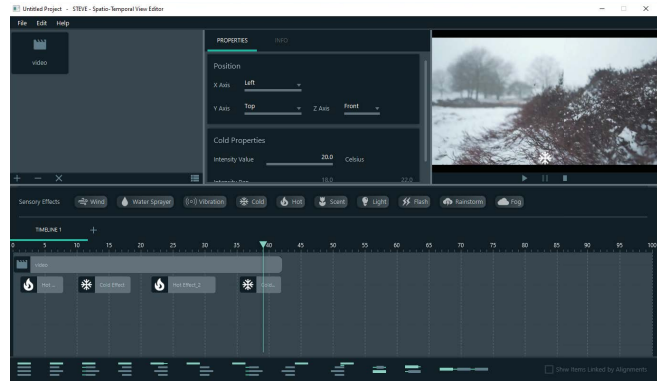 Untitled Project - STEVE - Spatio-Temporal View Editor
File Edit Help
video
PROPERTIES INFO
Position
X Axis Left
Y Axis Top Z Axis Front
Cold Properties
Intensity Value 20.0 Celsius
Sensory Effects Wind Water Sprayer Vibration Cold Hot Scent Light Flash Rainstorm Fog
TIMELINE 1
0 5 10 15 20 25 30 35 40 45 50 55 60 65 70 75 80 85 90 95 100
video
Hot ... Cold Effect Hot Effect_2 Cold...
Show Items Linked by Alignments